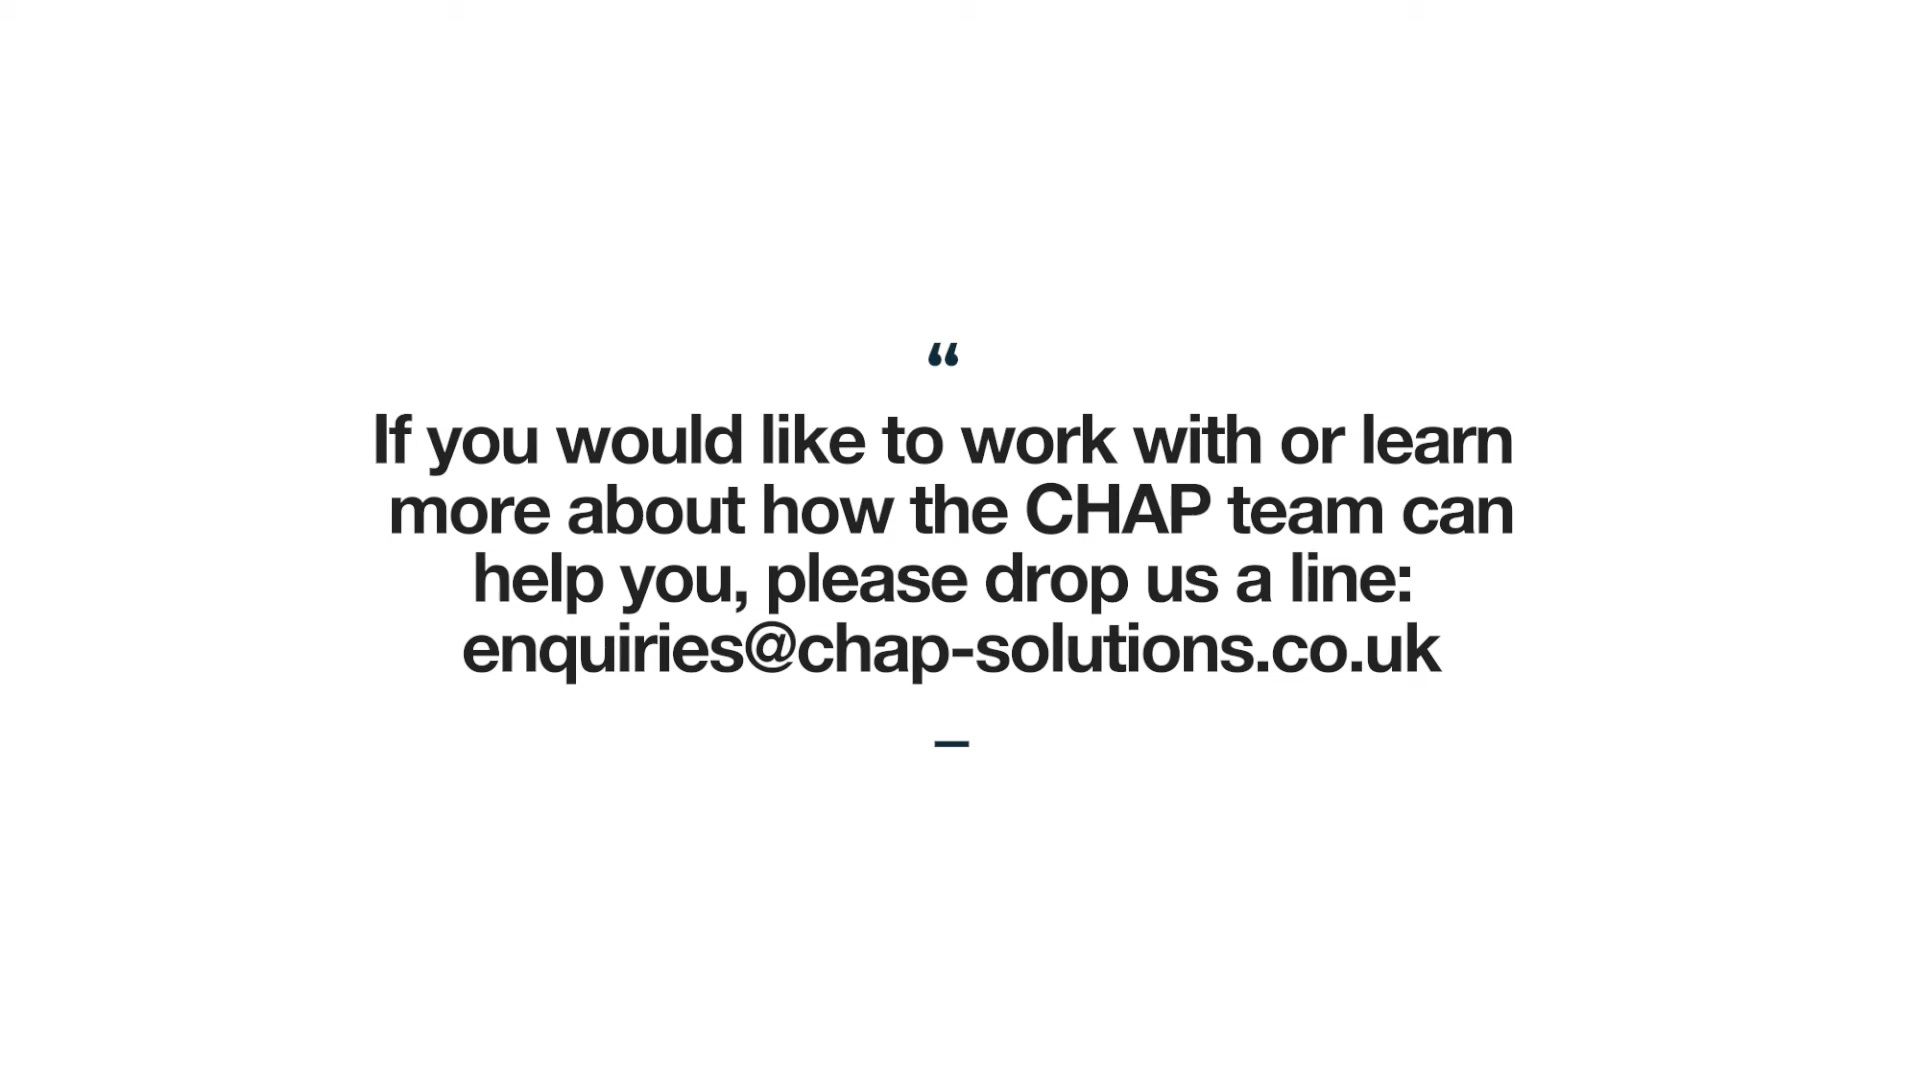 “
If you would like to work with or learn
more about how the CHAP team can
help you, please drop us a line:
enquiries@chap-solutions.co.uk
—